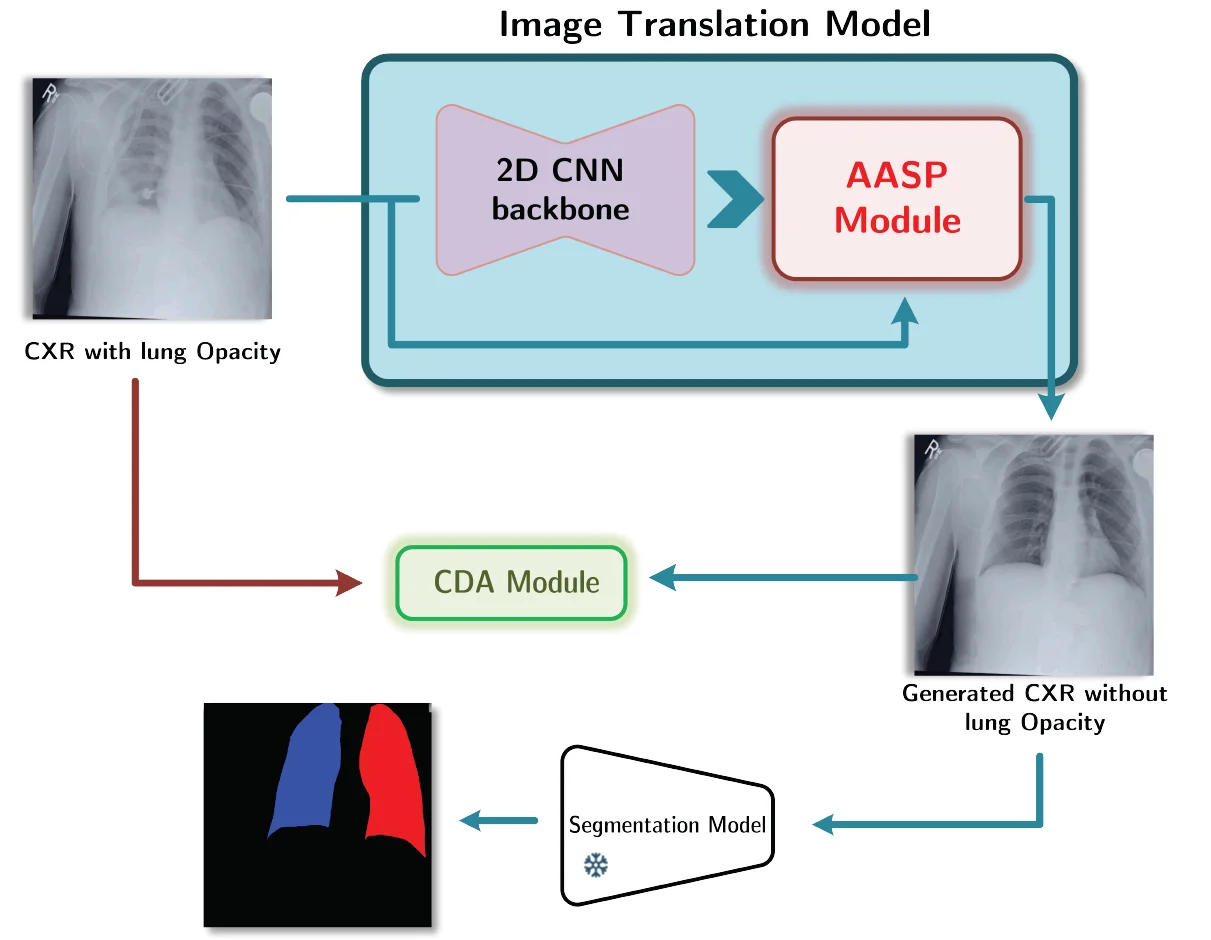 Image Translation Model
2D CNN
backbone
AASP
Module
CXR with lung Opacity
CDA Module
Generated CXR without
lung Opacity
Segmentation Model